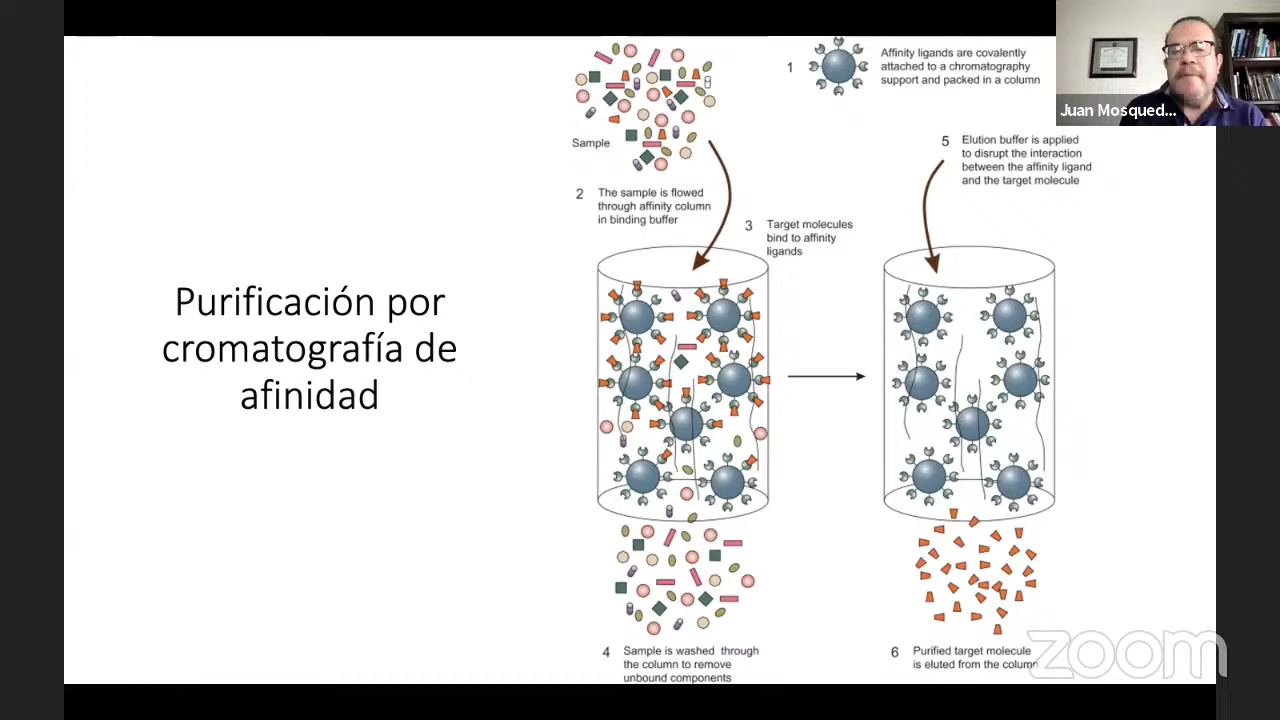 Purificación por
cromatografía de
afinidad
1
Affinity ligands are covalently
attached to a chromatography
support and packed in a column
Sample
2
The sample is flowed
through affinity column
in binding buffer
3
Target molecules
bind to affinity
ligands
4
Sample is washed through
the column to remove
unbound components
5
Elution buffer is applied
to disrupt the interaction
between the affinity ligand
and the target molecule
6
Purified target molecule
is eluted from the column
Juan Mosqued...
zoom